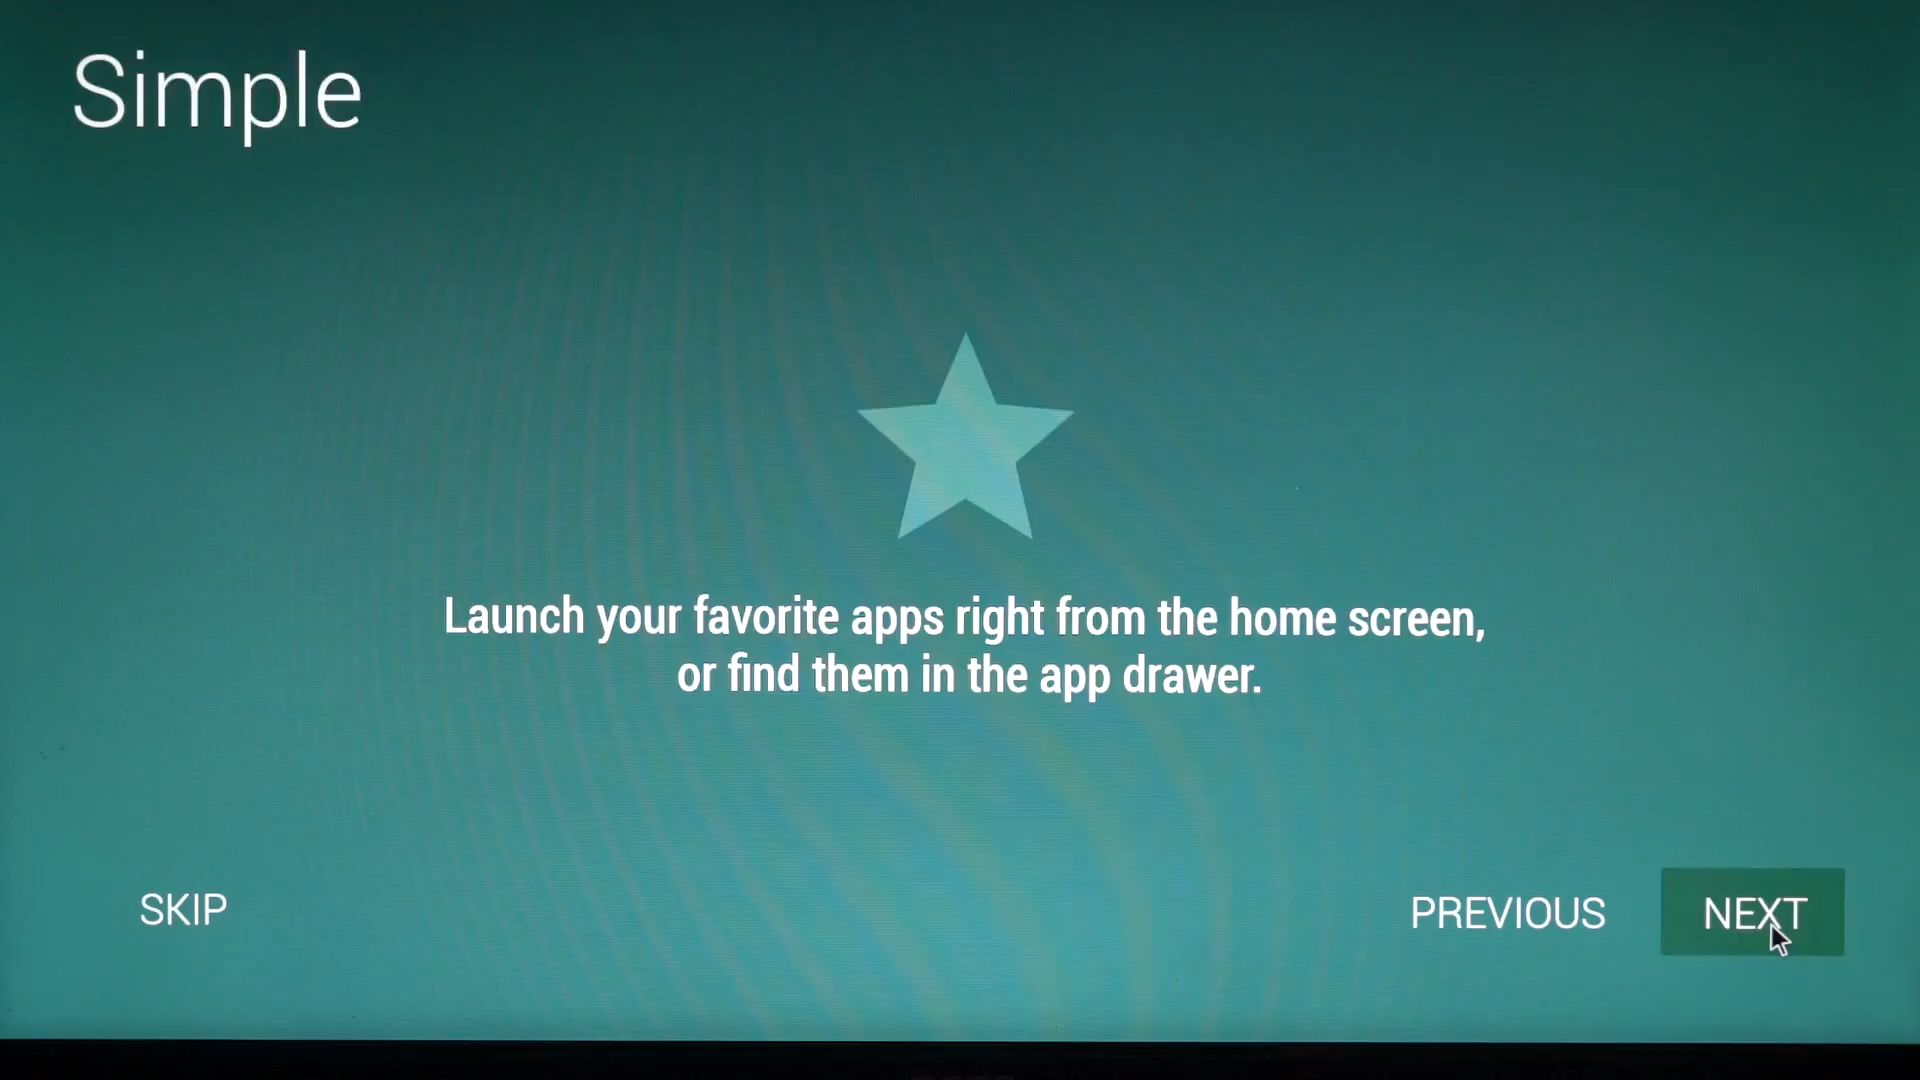 Simple
Launch your favorite apps right from the home screen,
or find them in the app drawer.
SKIP
PREVIOUS
NEXT